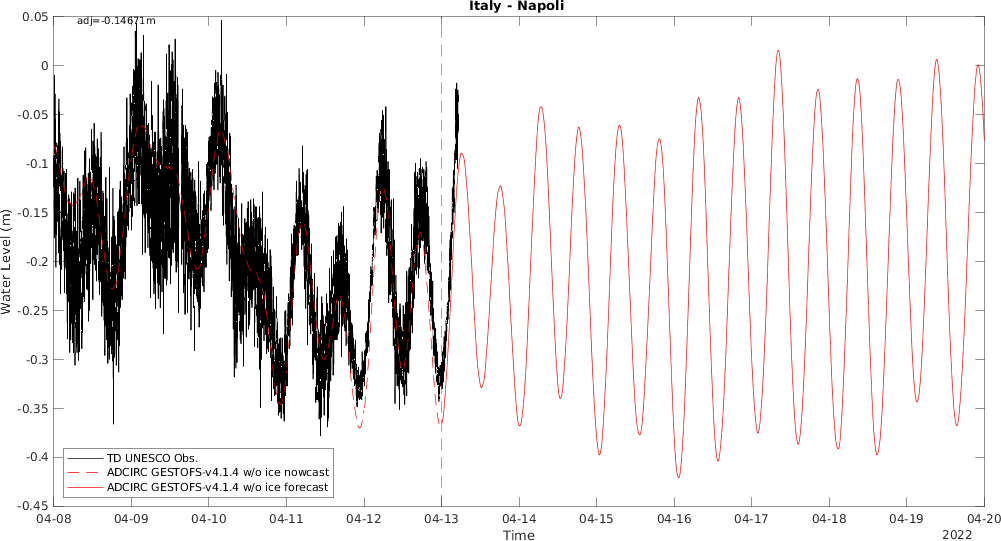 Italy - Napoli
adj=-0.14671m
0.05
0
-0.05
-0.1
-0.15
-0.2
-0.25
-0.3
-0.35
-0.4
-0.45
Water Level (m)
TD UNESCO Obs.
ADCIRC GESTOFS-v4.1.4 w/o ice nowcast
ADCIRC GESTOFS-v4.1.4 w/o ice forecast
04-08 04-09 04-10 04-11 04-12 04-13 04-14 04-15 04-16 04-17 04-18 04-19 04-20
Time
2022